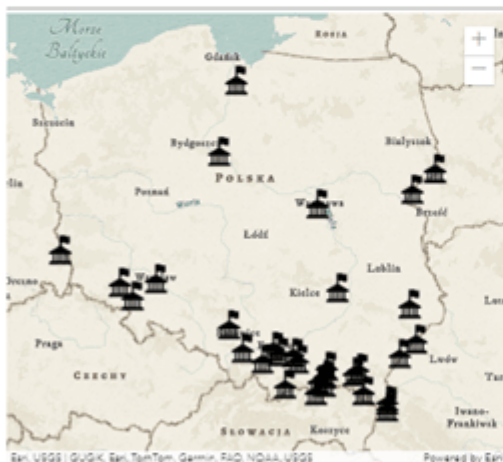 Morze
Bałtyckie
ROSJA
Gdańsk
Szczecin
Bydgoszcz
Białystok
POLSKA
Poznań
Warta
Brześć
Łódź
Lublin
Kielce
Praga
Lwów
CZECHY
Iwano-
Frankiwsk
SŁOWACJA
Koszyce
Esri, USGS | GUGiK, Esri, TomTom, Garmin, FAO, NOAA, USGS
Powered by Esri